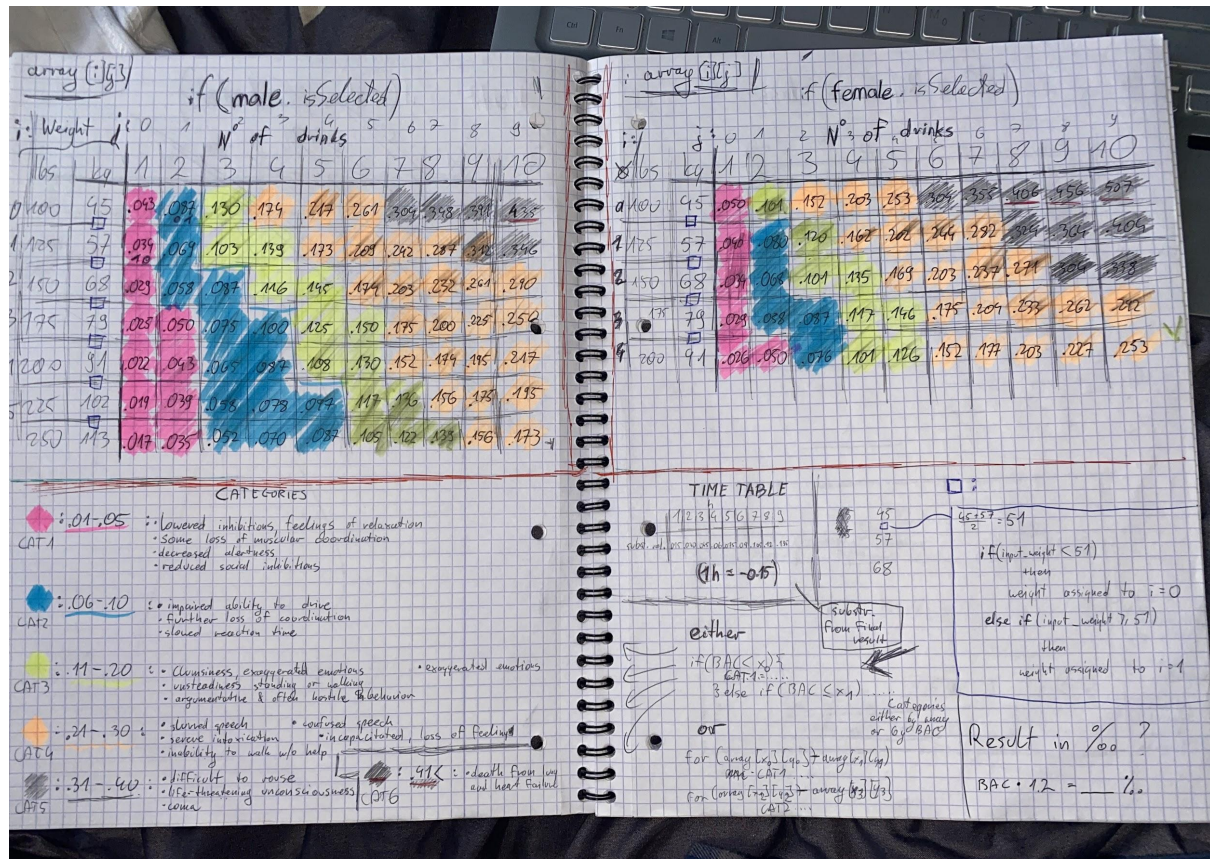 array[i][j]
if (male.isSelected)
i: Weight j: 0 1 2 3 4 5 6 7 8 9
N° of drinks
lbs kg 1 2 3 4 5 6 7 8 9 10
0 100 45 .043 .087 .130 .174 .217 .261 .304 .348 .391 .435
1 125 57 .034 .069 .103 .139 .173 .209 .242 .287 .312 .346
2 150 68 .029 .058 .087 .116 .145 .174 .203 .232 .261 .290
3 175 79 .025 .050 .075 .100 .125 .150 .175 .200 .225 .250
200 91 .022 .043 .065 .087 .108 .130 .152 .174 .195 .217
225 102 .019 .039 .058 .078 .097 .117 .136 .156 .175 .195
250 113 .017 .035 .052 .070 .087 .105 .122 .139 .156 .173
CATEGORIES
CAT1 : .01-.05 : · lowered inhibitions, feelings of relaxation
· Some loss of muscular coordination
· decreased alertness
· reduced social inhibitions
CAT2 : .06-.10 : · impaired ability to drive
· further loss of coordination
· slowed reaction time
CAT3 : .11-.20 : · Clumsiness, exaggerated emotions · exaggerated emotions
· unsteadiness standing or walking
· argumentative & often hostile behavior
CAT4 : .21-.30 : · slurred speech · confused speech
· severe intoxication · incapacitated, loss of feelings
· inability to walk w/o help
CAT5 : .31-.40 : · difficult to rouse
· life-threatening unconsciousness
· coma
CAT6 : .41< : · death from lung
and heart failure
array[i][j]
if (female.isSelected)
i: j: 0 1 2 3 4 5 6 7 8 9
N° of drinks
lbs kg 1 2 3 4 5 6 7 8 9 10
0 100 45 .050 .101 .152 .203 .253 .304 .355 .406 .456 .507
1 125 57 .040 .080 .120 .162 .202 .244 .282 .324 .404
2 150 68 .034 .068 .101 .135 .169 .203 .237 .271 .304 .338
3 175 79 .029 .058 .087 .117 .146 .175 .204 .233 .262 .292
4 200 91 .026 .050 .076 .101 .126 .152 .177 .203 .227 .253
TIME TABLE
h
1 2 3 4 5 6 7 8 9
(1h = -0.15)
substr.
from final
result
either
if(BAC < x0){
CAT1=....
}else if (BAC ≤ x1) ....
Categories
either by array
or by BAC
or
for (array [x0][y0] + array[x1][y1]
CAT1 ....
for (array[x2][y2] - array[x3][y3]
CAT2 ....
45
57
68
:
45+57/2 = 51
if(input_weight < 51)
then
weight assigned to i=0
else if (input_weight ≥ 51)
then
weight assigned to i=1
Result in ‰ ?
BAC · 1.2 = __ ‰